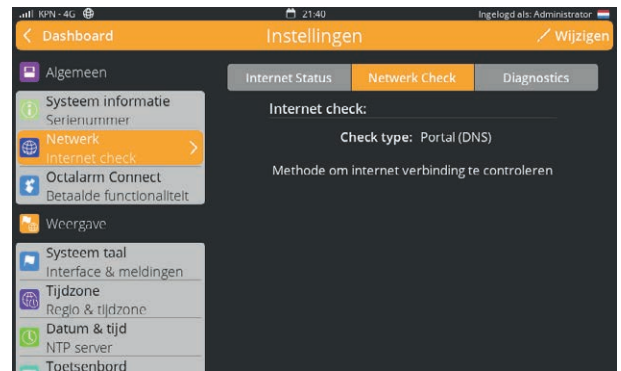 KPN - 4G 21:40 Ingelogd als: Administrator
Dashboard Instellingen Wijzigen
Algemeen
Systeem informatie
Serienummer
Netwerk
Internet check
Octalarm Connect
Betaalde functionaliteit
Weergave
Systeem taal
Interface & meldingen
Tijdzone
Regio & tijdzone
Datum & tijd
NTP server
Toetsenbord
Internet Status Netwerk Check Diagnostics
Internet check:
Check type: Portal (DNS)
Methode om internet verbinding te controleren